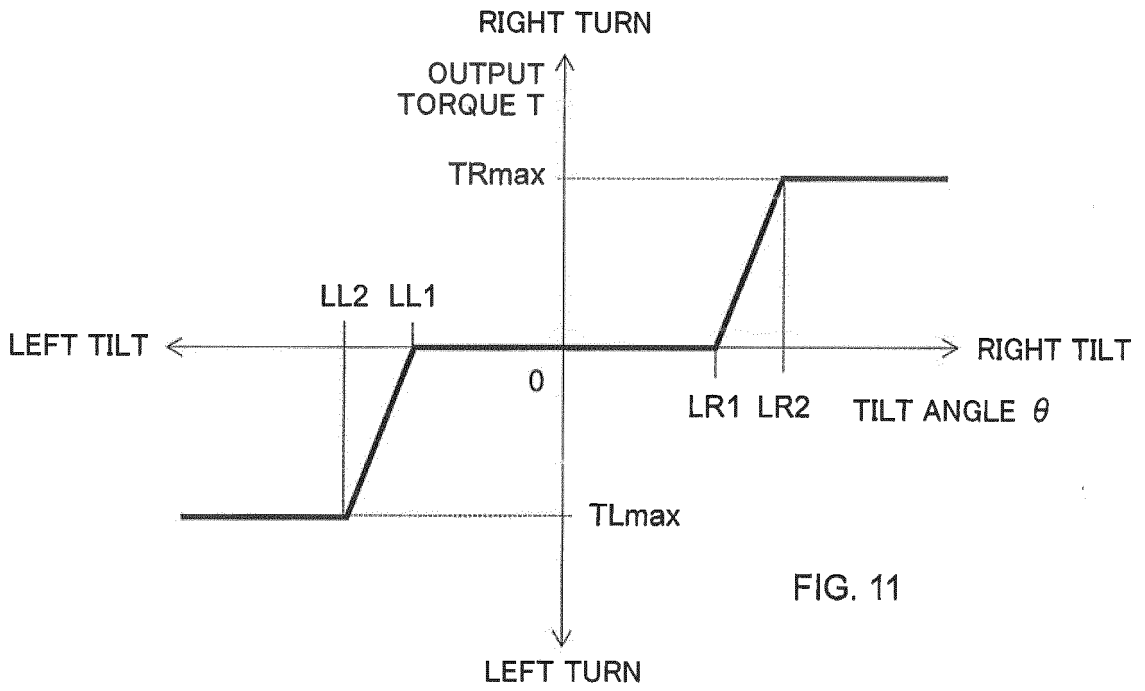 RIGHT TURN
OUTPUT
TORQUE T
TRmax
LL2 LL1
LEFT TILT
RIGHT TILT
0
LR1 LR2
TILT ANGLE θ
TLmax
FIG. 11
LEFT TURN